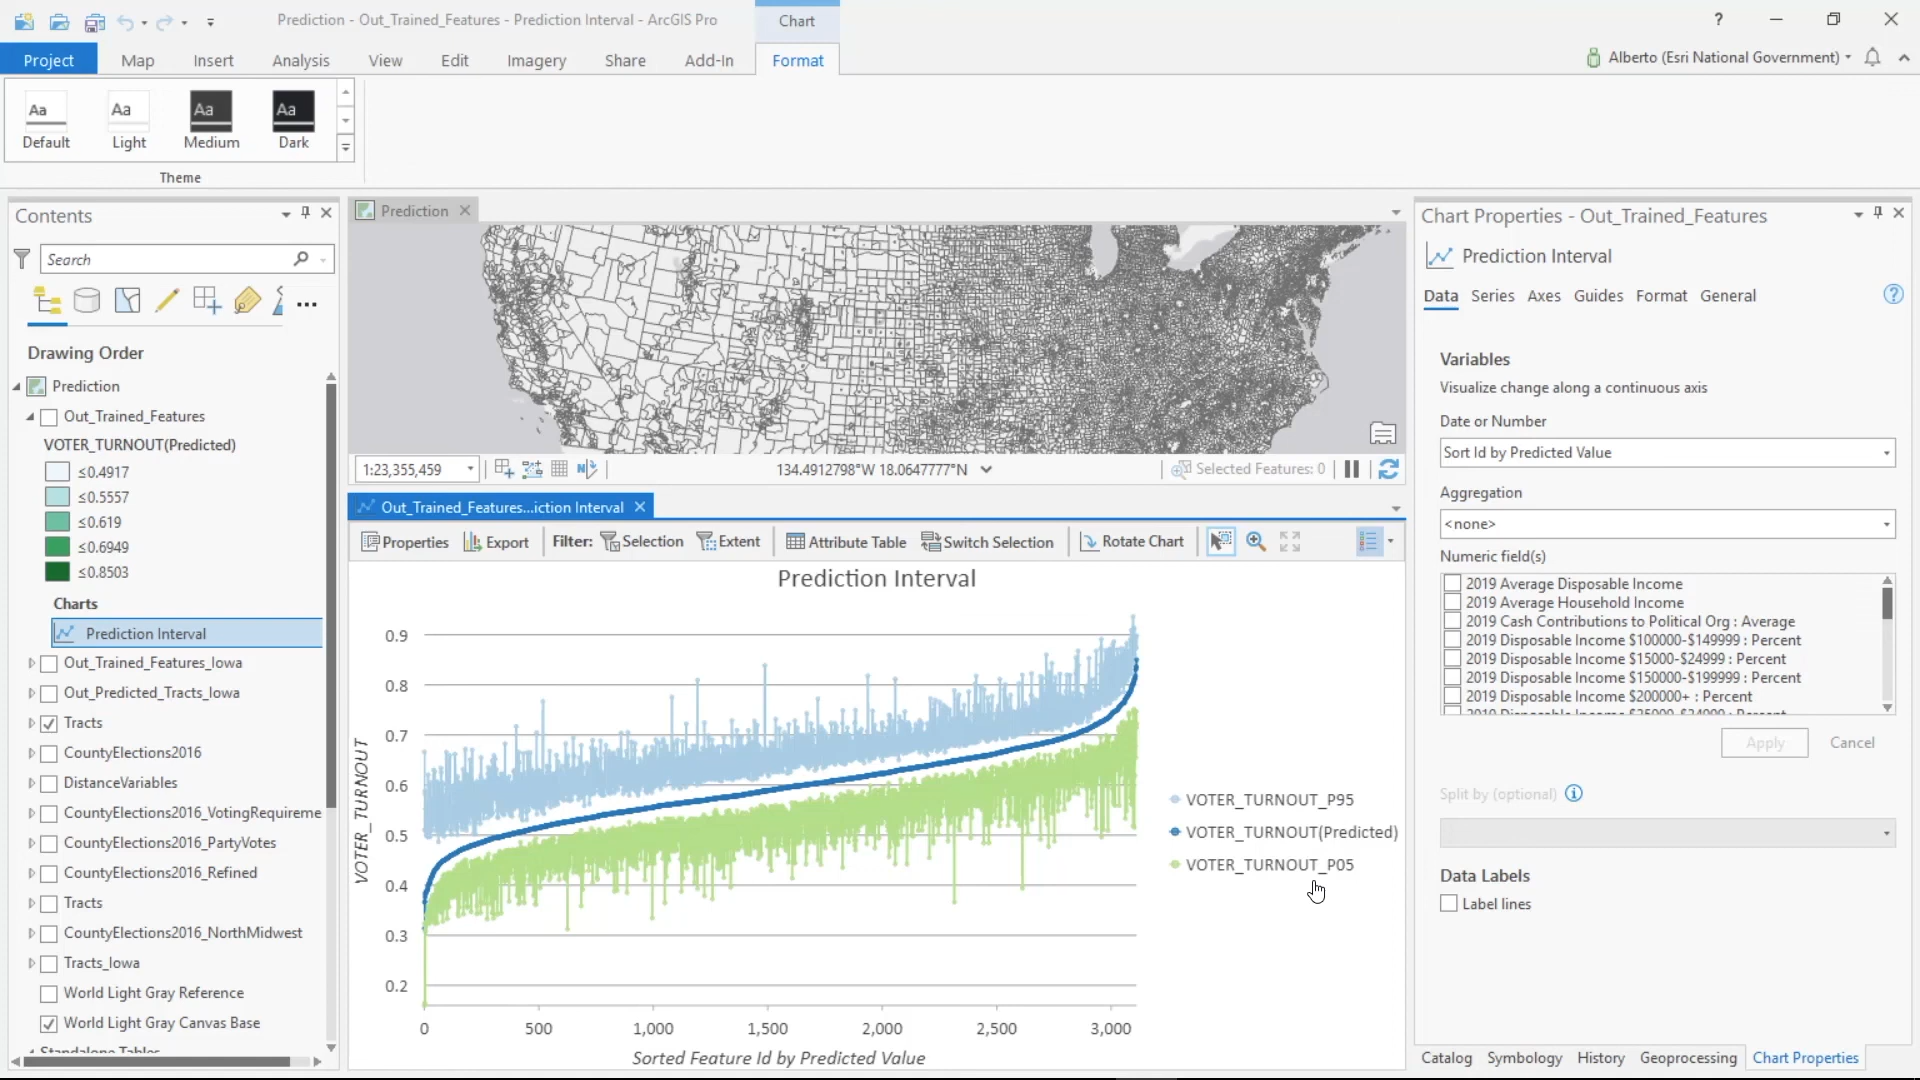 Prediction - Out_Trained_Features - Prediction Interval - ArcGIS Pro
Chart
?
Project
Map
Insert
Analysis
View
Edit
Imagery
Share
Add-In
Format
Alberto (Esri National Government)
Aa
Aa
Aa
Aa
Default
Light
Medium
Dark
Theme
Contents
Search
Drawing Order
Prediction
Out_Trained_Features
VOTER_TURNOUT(Predicted)
≤0.4917
≤0.5557
≤0.619
≤0.6949
≤0.8503
Charts
Prediction Interval
Out_Trained_Features_Iowa
Out_Predicted_Tracts_Iowa
Tracts
CountyElections2016
DistanceVariables
CountyElections2016_VotingRequireme
CountyElections2016_PartyVotes
CountyElections2016_Refined
Tracts
CountyElections2016_NorthMidwest
Tracts_Iowa
World Light Gray Reference
World Light Gray Canvas Base
Standalone Tables
Prediction
1:23,355,459
134.4912798°W 18.0647777°N
Selected Features: 0
Out_Trained_Features...iction Interval
Properties
Export
Filter:
Selection
Extent
Attribute Table
Switch Selection
Rotate Chart
Prediction Interval
0.9
0.8
0.7
0.6
0.5
0.4
0.3
0.2
VOTER_TURNOUT
0
500
1,000
1,500
2,000
2,500
3,000
Sorted Feature Id by Predicted Value
VOTER_TURNOUT_P95
VOTER_TURNOUT(Predicted)
VOTER_TURNOUT_P05
Chart Properties - Out_Trained_Features
Prediction Interval
Data
Series
Axes
Guides
Format
General
?
Variables
Visualize change along a continuous axis
Date or Number
Sort Id by Predicted Value
Aggregation
<none>
Numeric field(s)
2019 Average Disposable Income
2019 Average Household Income
2019 Cash Contributions to Political Org : Average
2019 Disposable Income $100000-$149999 : Percent
2019 Disposable Income $15000-$24999 : Percent
2019 Disposable Income $150000-$199999 : Percent
2019 Disposable Income $200000+ : Percent
2019 Disposable Income $25000-$34999 : Percent
Apply
Cancel
Split by (optional)
Data Labels
Label lines
Catalog
Symbology
History
Geoprocessing
Chart Properties